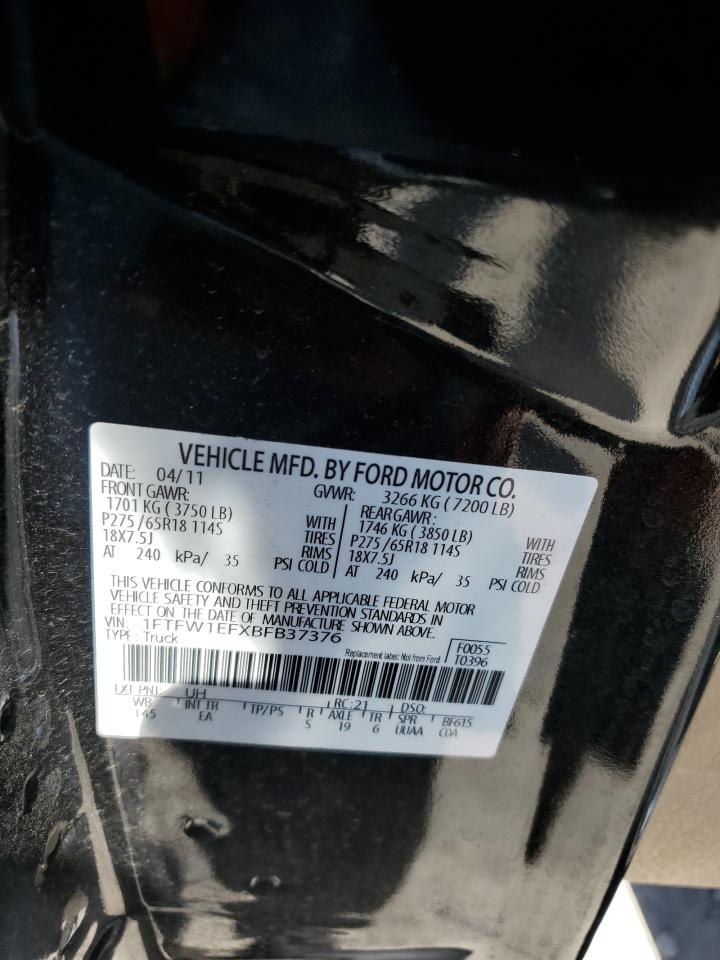 VEHICLE MFD. BY FORD MOTOR CO.
DATE: 04/11 GVWR: 3266 KG ( 7200 LB)
FRONT GAWR: REAR GAWR:
1701 KG ( 3750 LB) WITH 1746 KG ( 3850 LB) WITH
P275 /65R18 114S TIRES P275 /65R18 114S TIRES
18X7.5J RIMS 18X7.5J RIMS
AT 240 kPa/ 35 PSI COLD AT 240 kPa/ 35 PSI COLD
THIS VEHICLE CONFORMS TO ALL APPLICABLE FEDERAL MOTOR
VEHICLE SAFETY AND THEFT PREVENTION STANDARDS IN
EFFECT ON THE DATE OF MANUFACTURE SHOWN ABOVE.
VIN: 1FTFW1EFXBFB37376 F0055
TYPE: Truck Replacement label: Not from Ford T0396
EXT PNT: UH RC: 21 DSO:
WB INT TR TP/PS R AXLE TR SPR BF615
145 EA S 19 6 UUAA COA